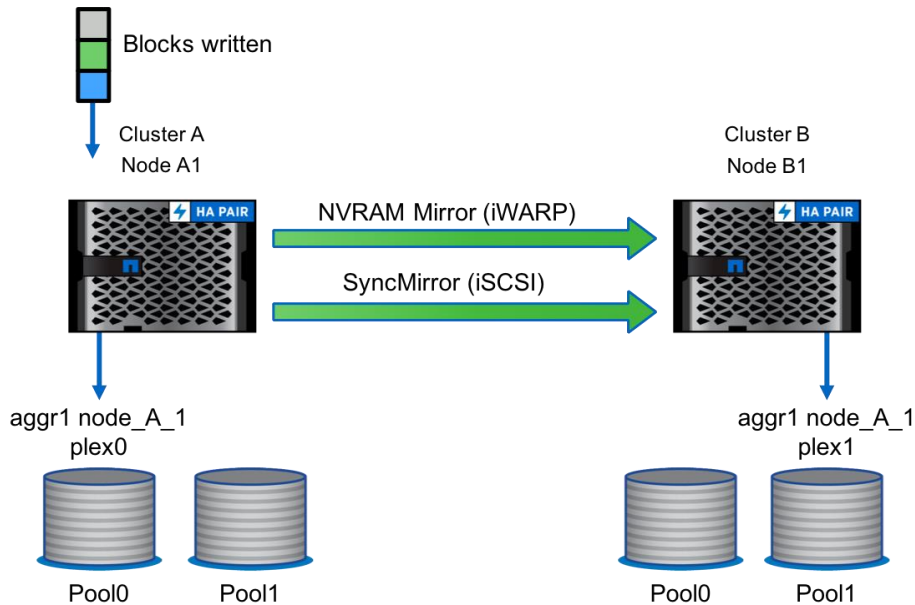 Blocks written
Cluster A
Node A1
Cluster B
Node B1
HA PAIR
HA PAIR
NVRAM Mirror (iWARP)
SyncMirror (iSCSI)
aggr1 node_A_1
plex0
aggr1 node_A_1
plex1
Pool0
Pool1
Pool0
Pool1